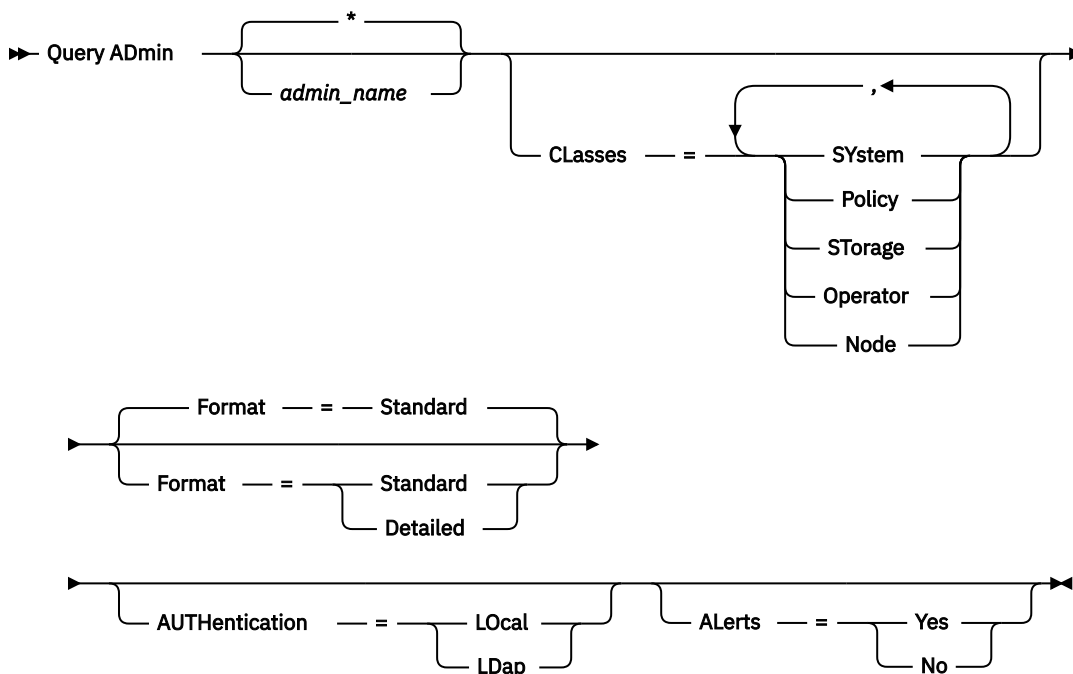 *
Query ADmin
admin_name
,
CLasses = SYstem
Policy
STorage
Operator
Node
Format = Standard
Format = Standard
Detailed
AUTHentication = LOcal
LDap
ALerts = Yes
No